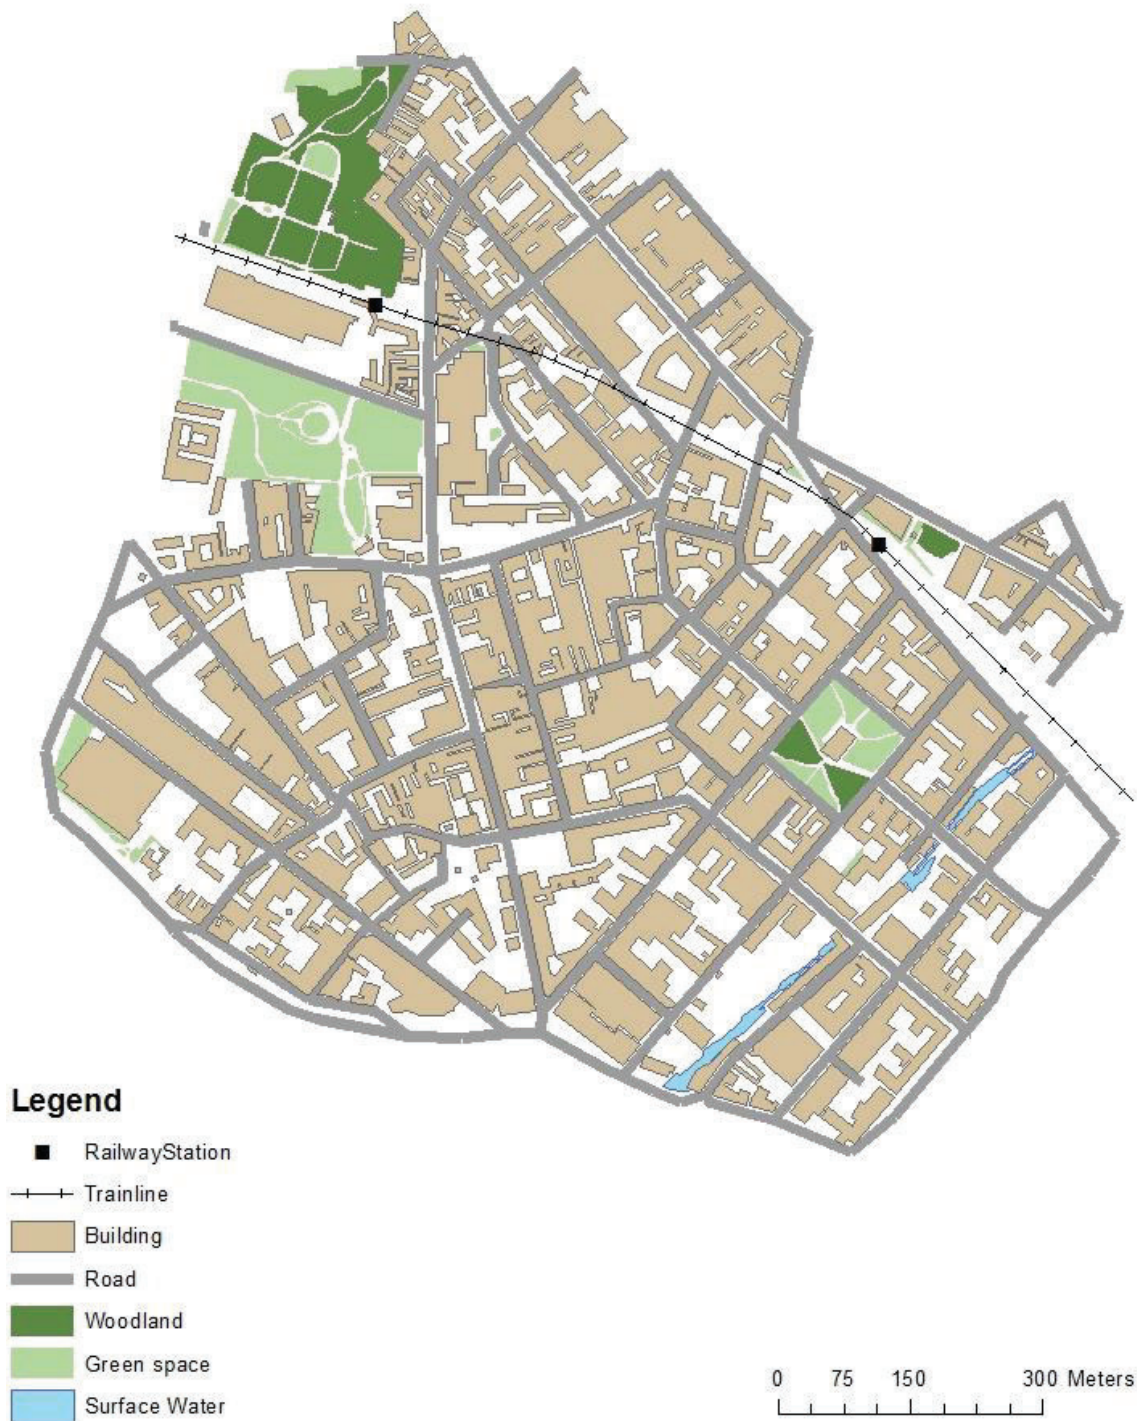 Legend
RailwayStation
Trainline
Building
Road
Woodland
Green space
Surface Water
0 75 150 300 Meters